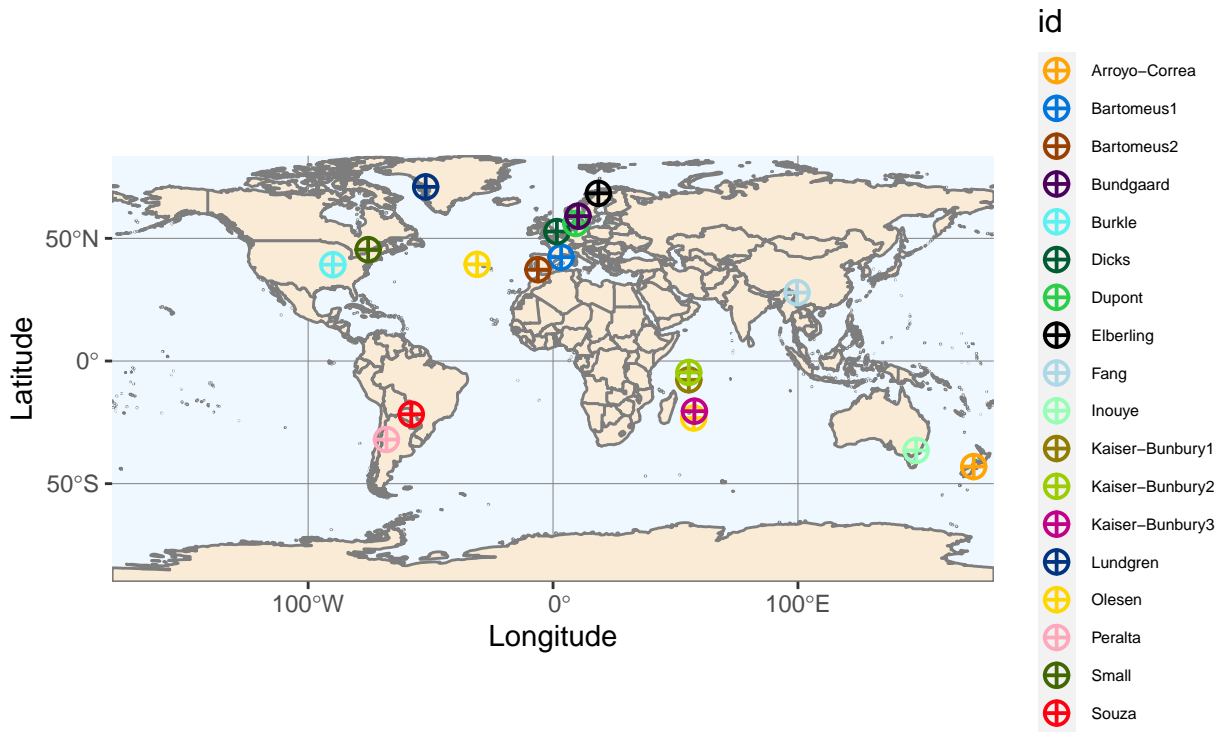 id
Arroyo−Correa
Bartomeus1
Bartomeus2
Bundgaard
Burkle
Dicks
Dupont
Elberling
Fang
Inouye
Kaiser−Bunbury1
Kaiser−Bunbury2
Kaiser−Bunbury3
Lundgren
Olesen
Peralta
Small
Souza
Latitude
50°N
0°
50°S
100°W
0°
100°E
Longitude